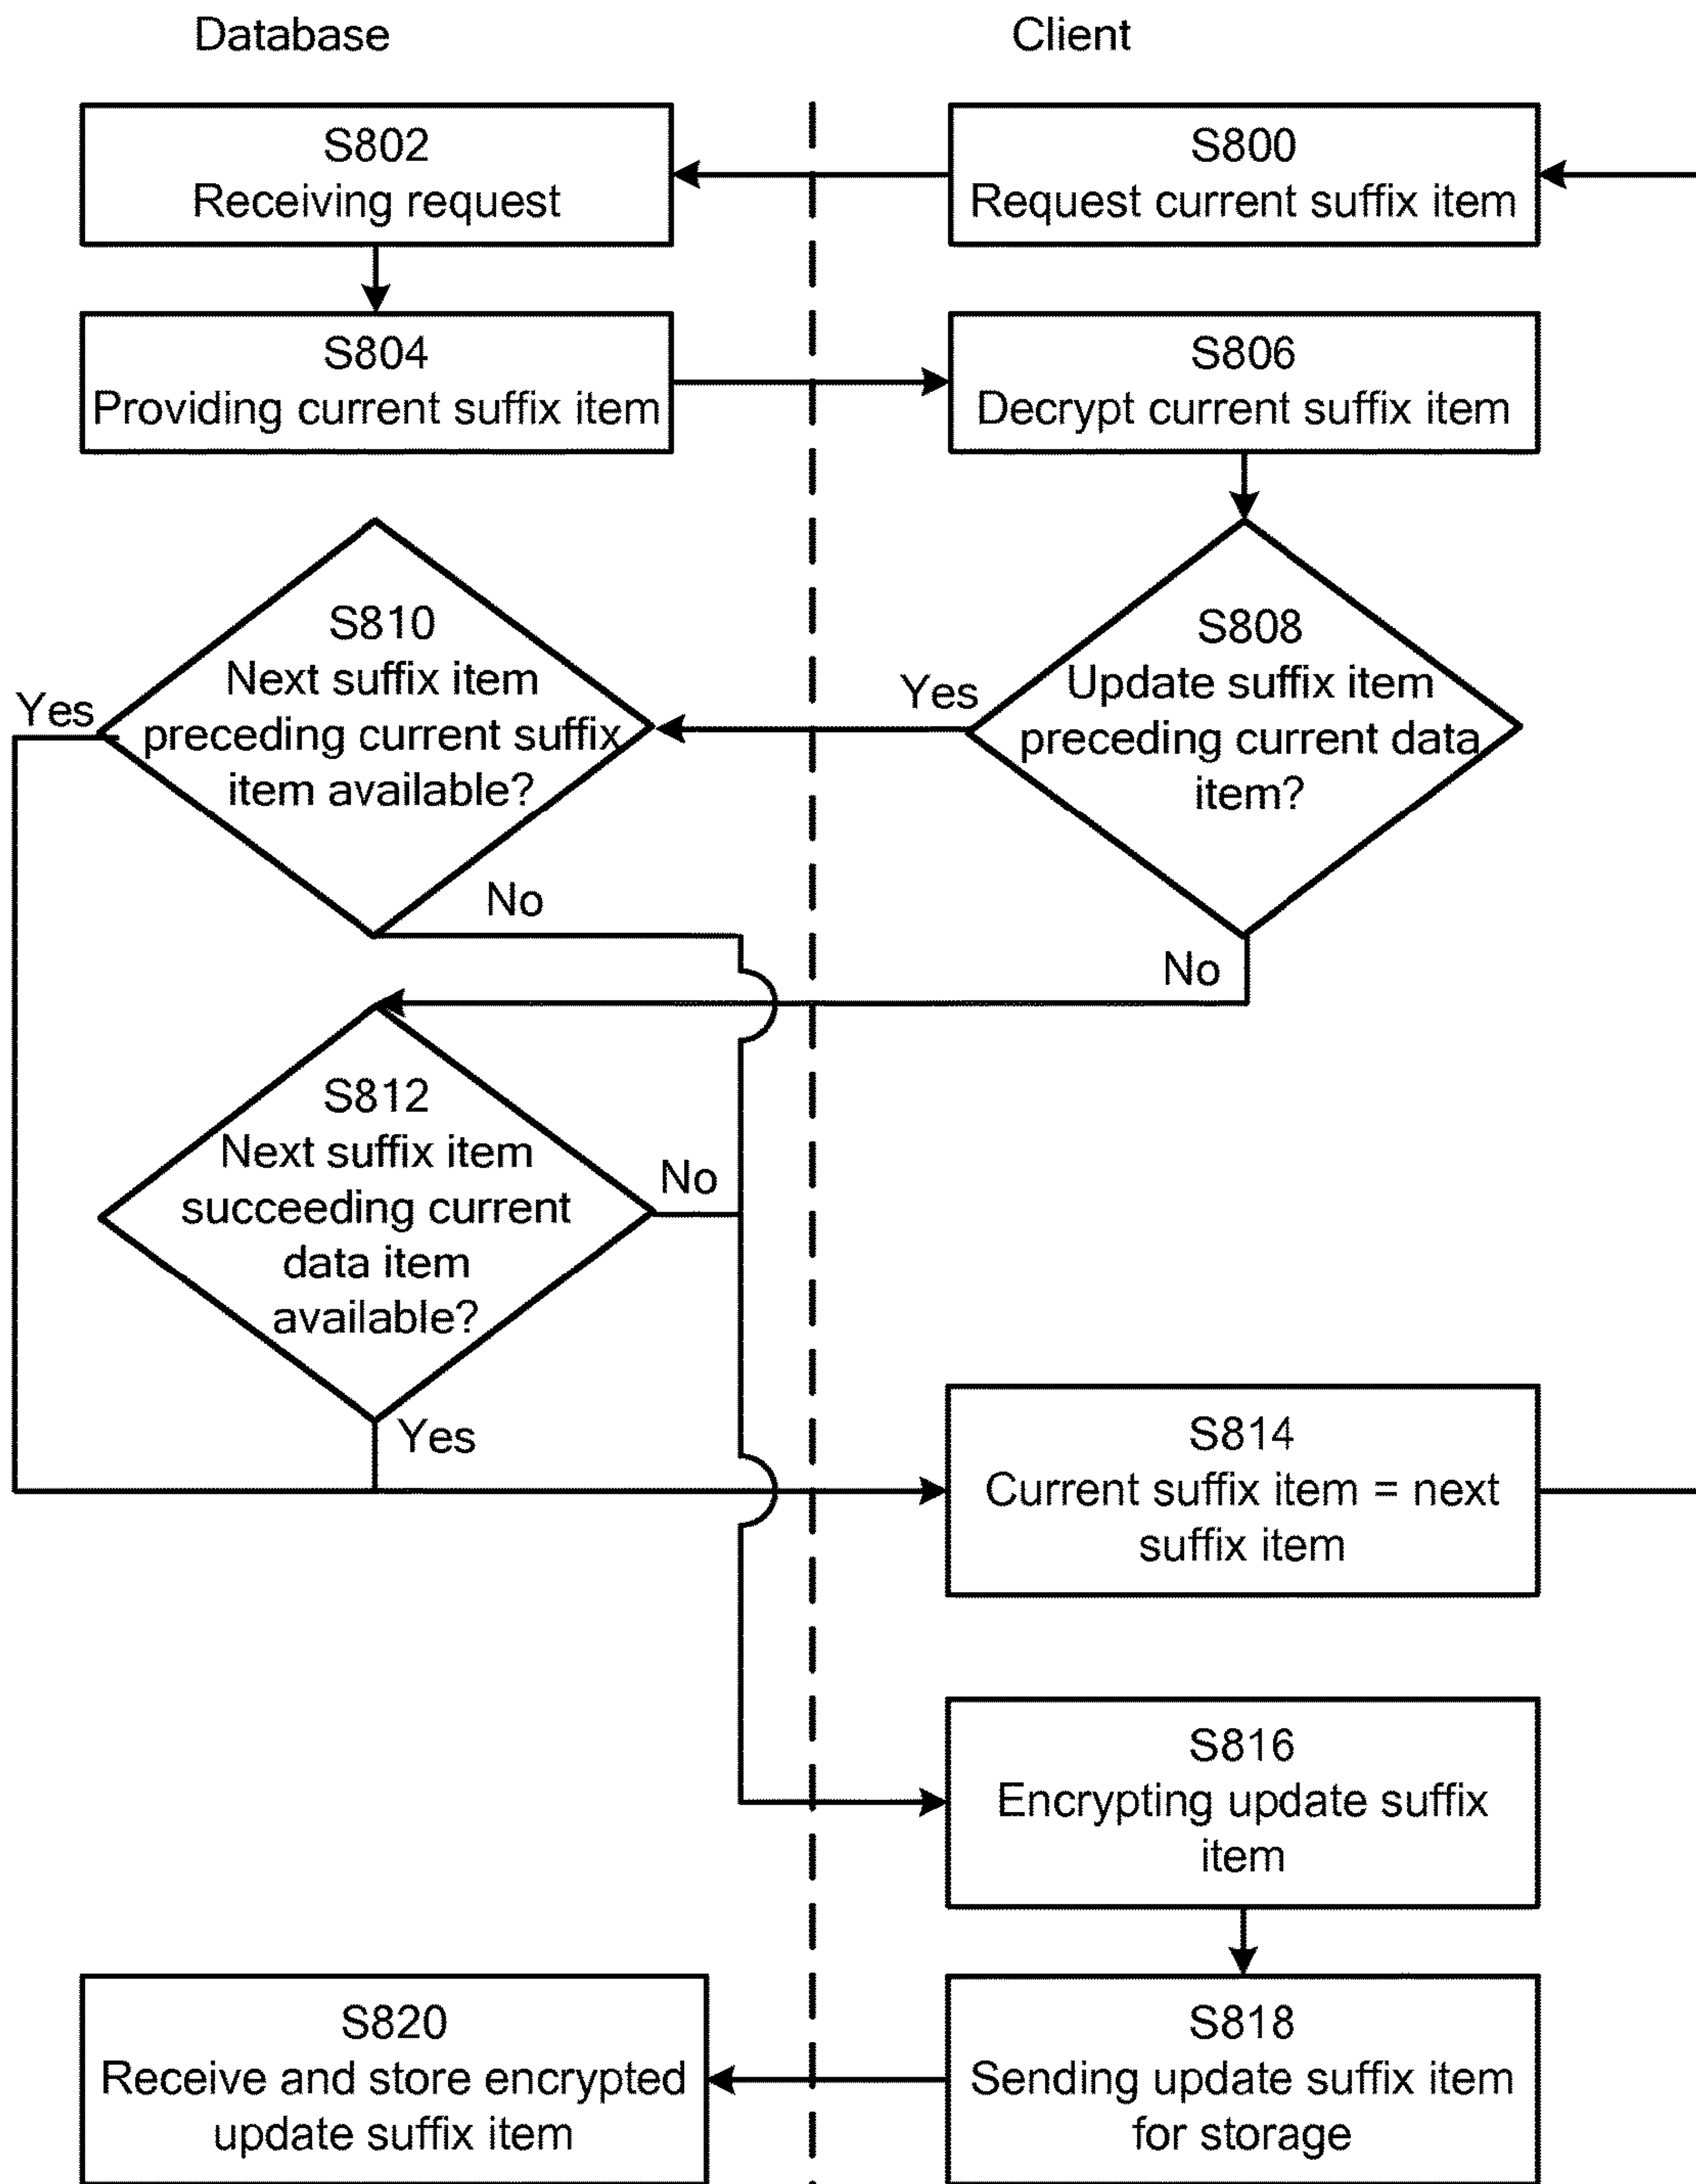 Database
Client
S802
Receiving request
S800
Request current suffix item
S804
Providing current suffix item
S806
Decrypt current suffix item
S810
Next suffix item
preceding current suffix
item available?
Yes
S808
Update suffix item
preceding current data
item?
Yes
No
No
S812
Next suffix item
succeeding current
data item
available?
No
Yes
S814
Current suffix item = next
suffix item
S816
Encrypting update suffix
item
S820
Receive and store encrypted
update suffix item
S818
Sending update suffix item
for storage